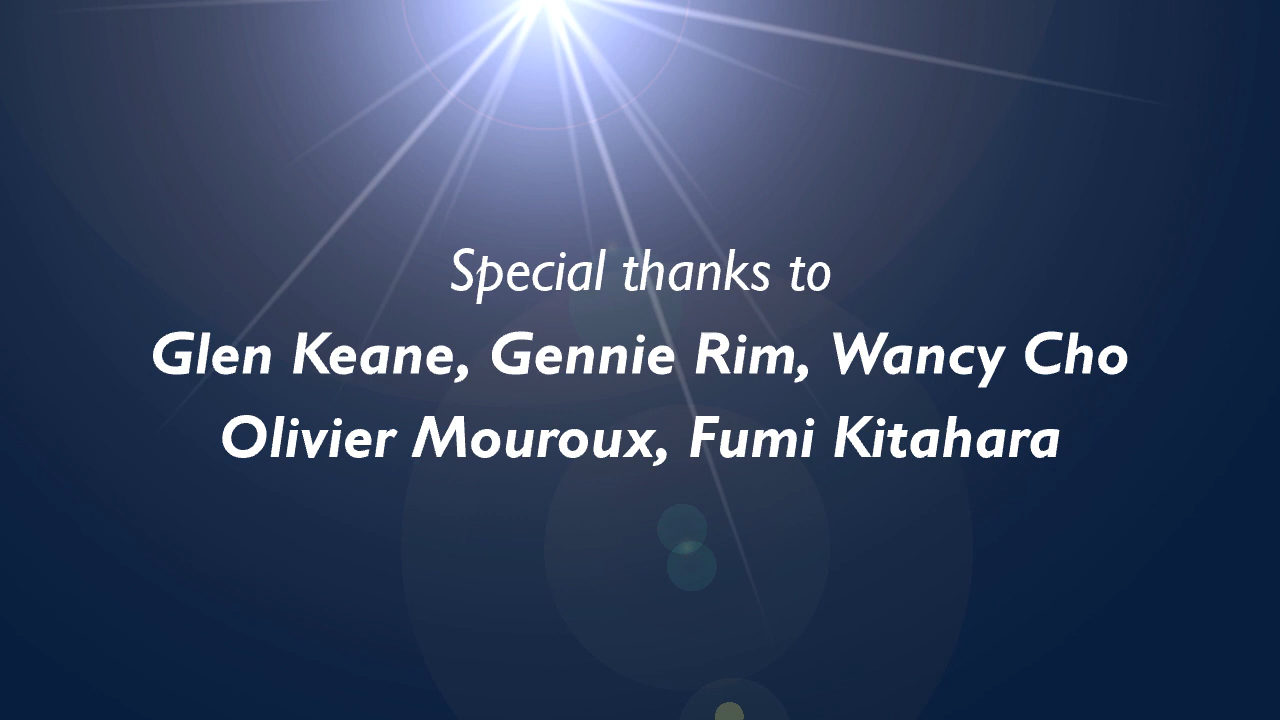 Special thanks to
Glen Keane, Gennie Rim, Wancy Cho
Olivier Mouroux, Fumi Kitahara